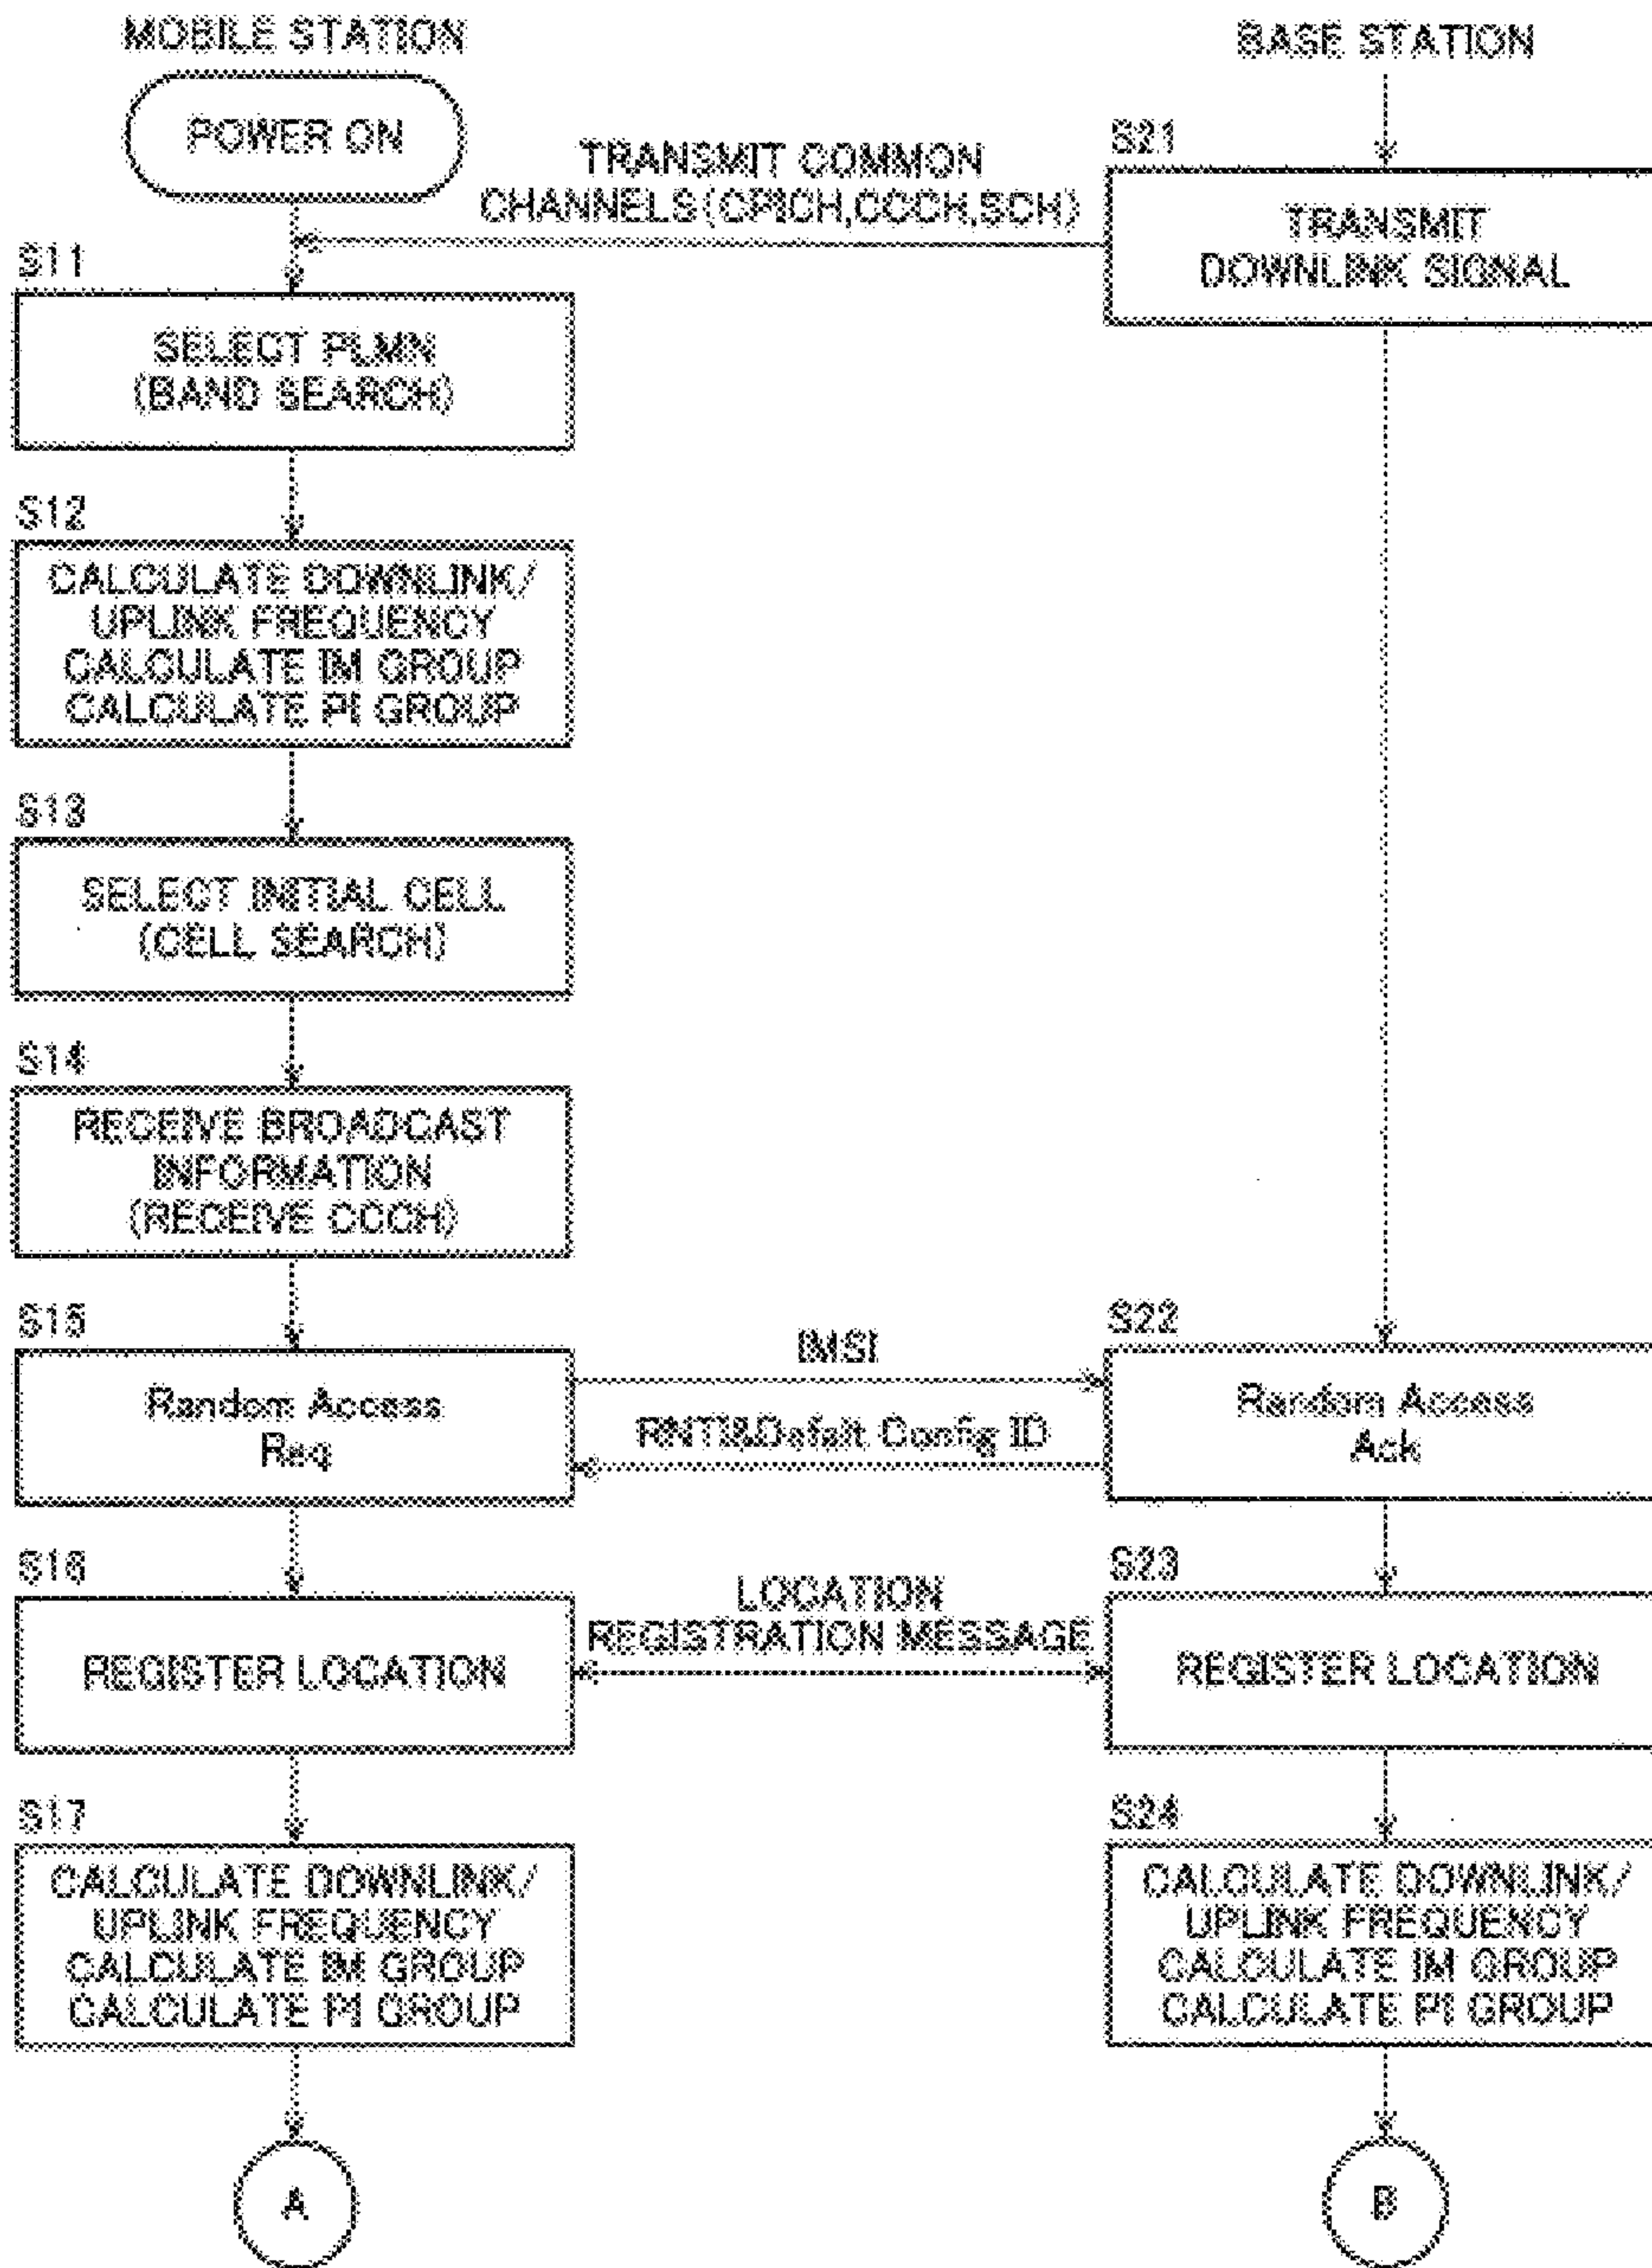 MOBILE STATION
BASE STATION
POWER ON
TRANSMIT COMMON
CHANNELS(CPICH,CCCH,SCH)
S21
TRANSMIT
DOWNLINK SIGNAL
S11
SELECT PLMN
(BAND SEARCH)
S12
CALCULATE DOWNLINK/
UPLINK FREQUENCY
CALCULATE IM GROUP
CALCULATE PI GROUP
S13
SELECT INITIAL CELL
(CELL SEARCH)
S14
RECEIVE BROADCAST
INFORMATION
(RECEIVE CCCH)
S15
Random Access
Req
IMSI
RNTI&Defalt Config ID
S22
Random Access
Ack
S16
REGISTER LOCATION
LOCATION
REGISTRATION MESSAGE
S23
REGISTER LOCATION
S17
CALCULATE DOWNLINK/
UPLINK FREQUENCY
CALCULATE IM GROUP
CALCULATE PI GROUP
S24
CALCULATE DOWNLINK/
UPLINK FREQUENCY
CALCULATE IM GROUP
CALCULATE PI GROUP
A
B